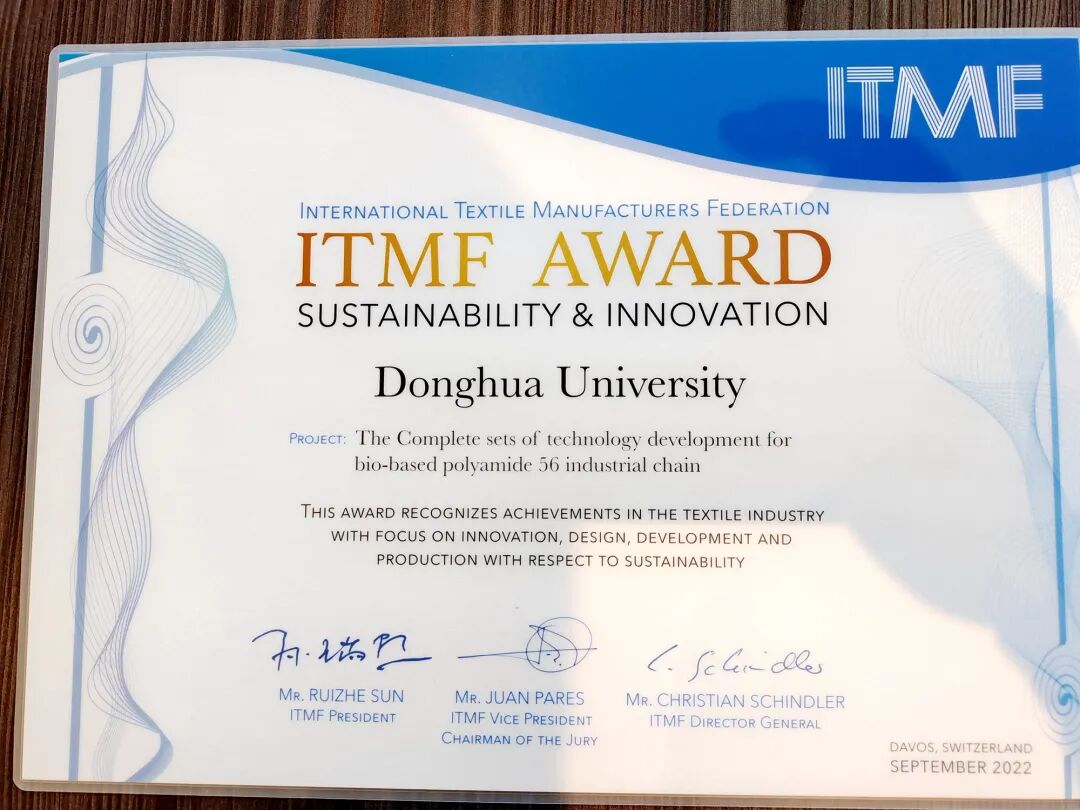 ITMF
INTERNATIONAL TEXTILE MANUFACTURERS FEDERATION
ITMF AWARD
SUSTAINABILITY & INNOVATION
Donghua University
PROJECT: The Complete sets of technology development for
bio-based polyamide 56 industrial chain
THIS AWARD RECOGNIZES ACHIEVEMENTS IN THE TEXTILE INDUSTRY
WITH FOCUS ON INNOVATION, DESIGN, DEVELOPMENT AND
PRODUCTION WITH RESPECT TO SUSTAINABILITY
C. Schindler
MR. RUIZHE SUN MR. JUAN PARES MR. CHRISTIAN SCHINDLER
ITMF PRESIDENT ITMF VICE PRESIDENT ITMF DIRECTOR GENERAL
CHAIRMAN OF THE JURY
DAVOS, SWITZERLAND
SEPTEMBER 2022